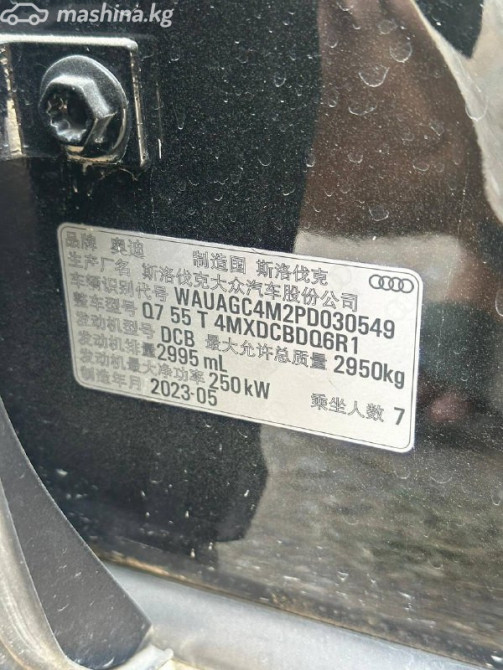 mashina.kg
品牌 奥迪 制造国 斯洛伐克
生产厂名 斯洛伐克大众汽车股份公司
车辆识别代号 WAUAGC4M2PD030549
整车型号 Q7 55 T 4MXDCBDQ6R1
发动机型号 DCB 最大允许总质量 2950kg
发动机排量 2995 mL
发动机最大净功率 250 kW
制造年月 2023-05 乘坐人数 7